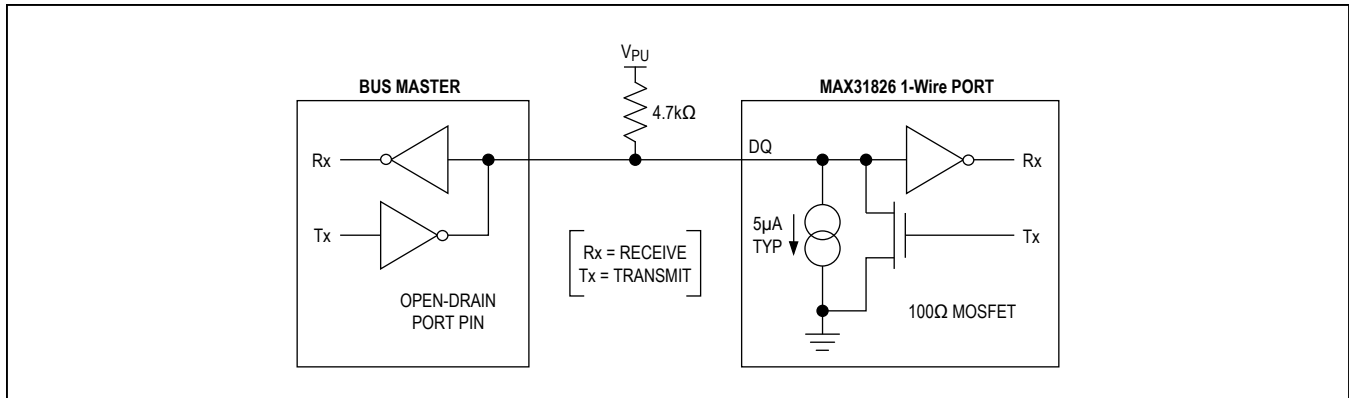 V_PU
BUS MASTER
MAX31826 1-Wire PORT
4.7kΩ
Rx
DQ
Rx
Tx
5µA
TYP
Tx
Rx = RECEIVE
Tx = TRANSMIT
OPEN-DRAIN
PORT PIN
100Ω MOSFET